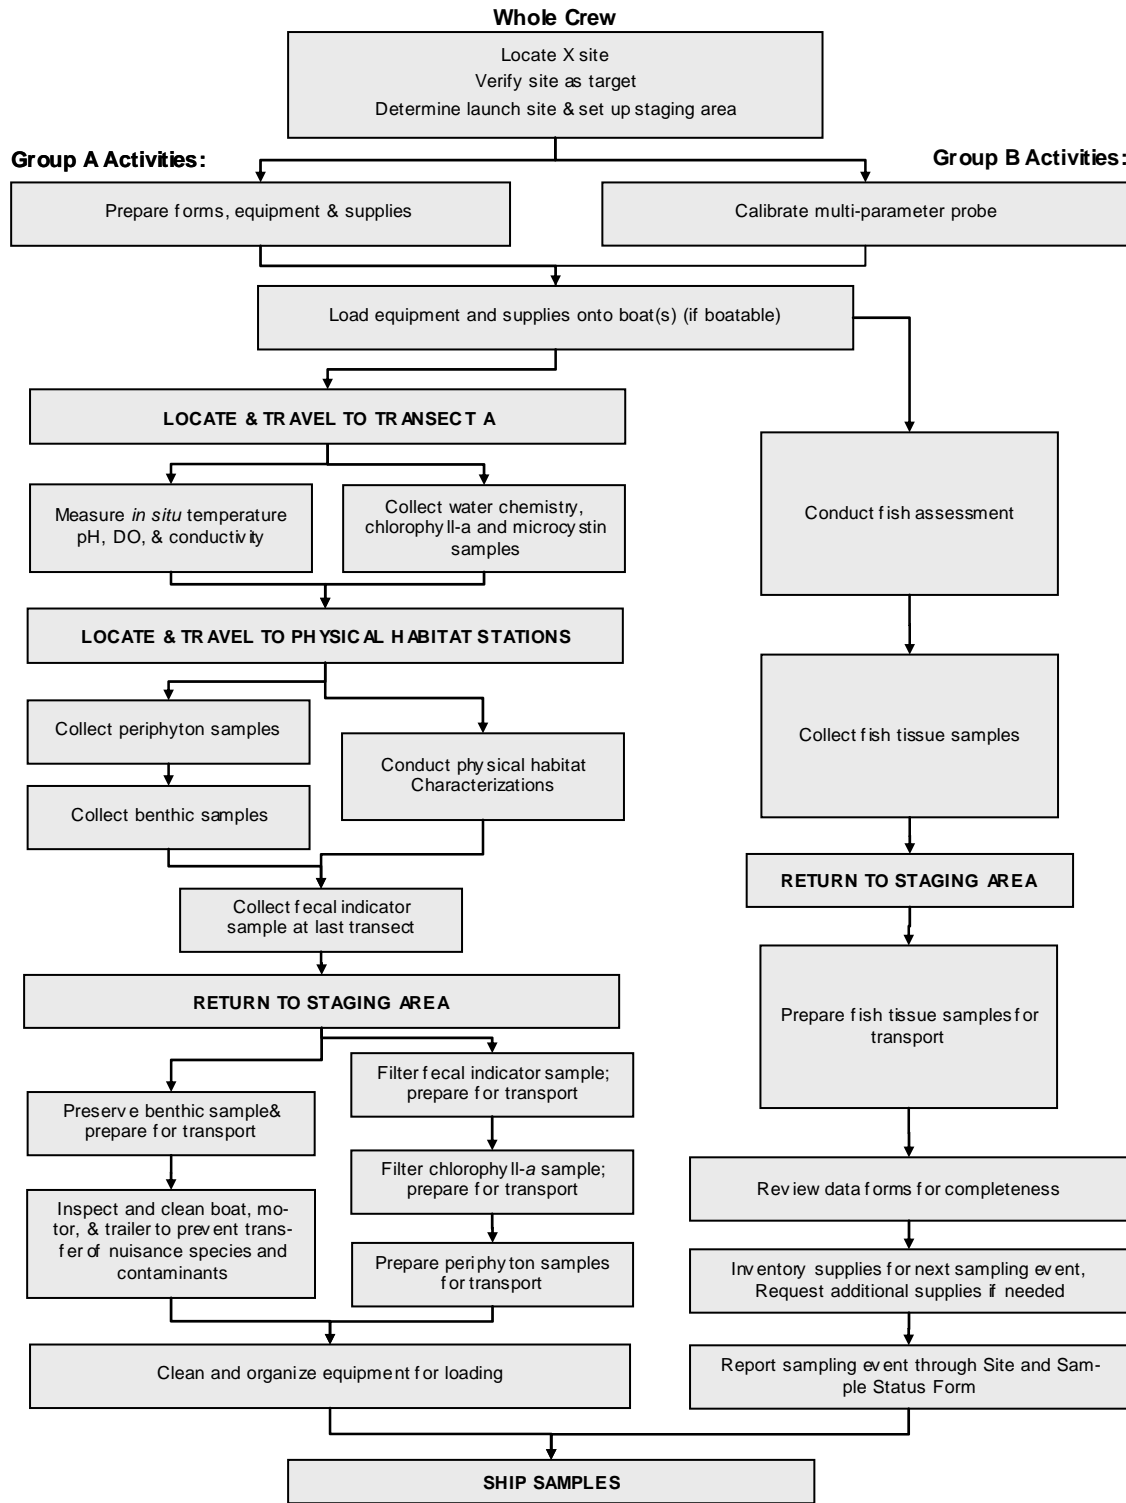 Whole Crew
Locate X site
Verify site as target
Determine launch site & set up staging area
Group A Activities:
Group B Activities:
Prepare forms, equipment & supplies
Calibrate multi-parameter probe
Load equipment and supplies onto boat(s) (if boatable)
LOCATE & TRAVEL TO TRANSECT A
Measure in situ temperature
pH, DO, & conductivity
Collect water chemistry,
chlorophyll-a and microcystin
samples
Conduct fish assessment
LOCATE & TRAVEL TO PHYSICAL HABITAT STATIONS
Collect periphyton samples
Collect benthic samples
Conduct physical habitat
Characterizations
Collect fish tissue samples
Collect fecal indicator
sample at last transect
RETURN TO STAGING AREA
RETURN TO STAGING AREA
Prepare fish tissue samples for
transport
Preserve benthic sample&
prepare for transport
Filter fecal indicator sample;
prepare for transport
Filter chlorophyll-a sample;
prepare for transport
Inspect and clean boat, mo-
tor, & trailer to prevent trans-
fer of nuisance species and
contaminants
Prepare periphyton samples
for transport
Review data forms for completeness
Inventory supplies for next sampling event,
Request additional supplies if needed
Clean and organize equipment for loading
Report sampling event through Site and Sam-
ple Status Form
SHIP SAMPLES